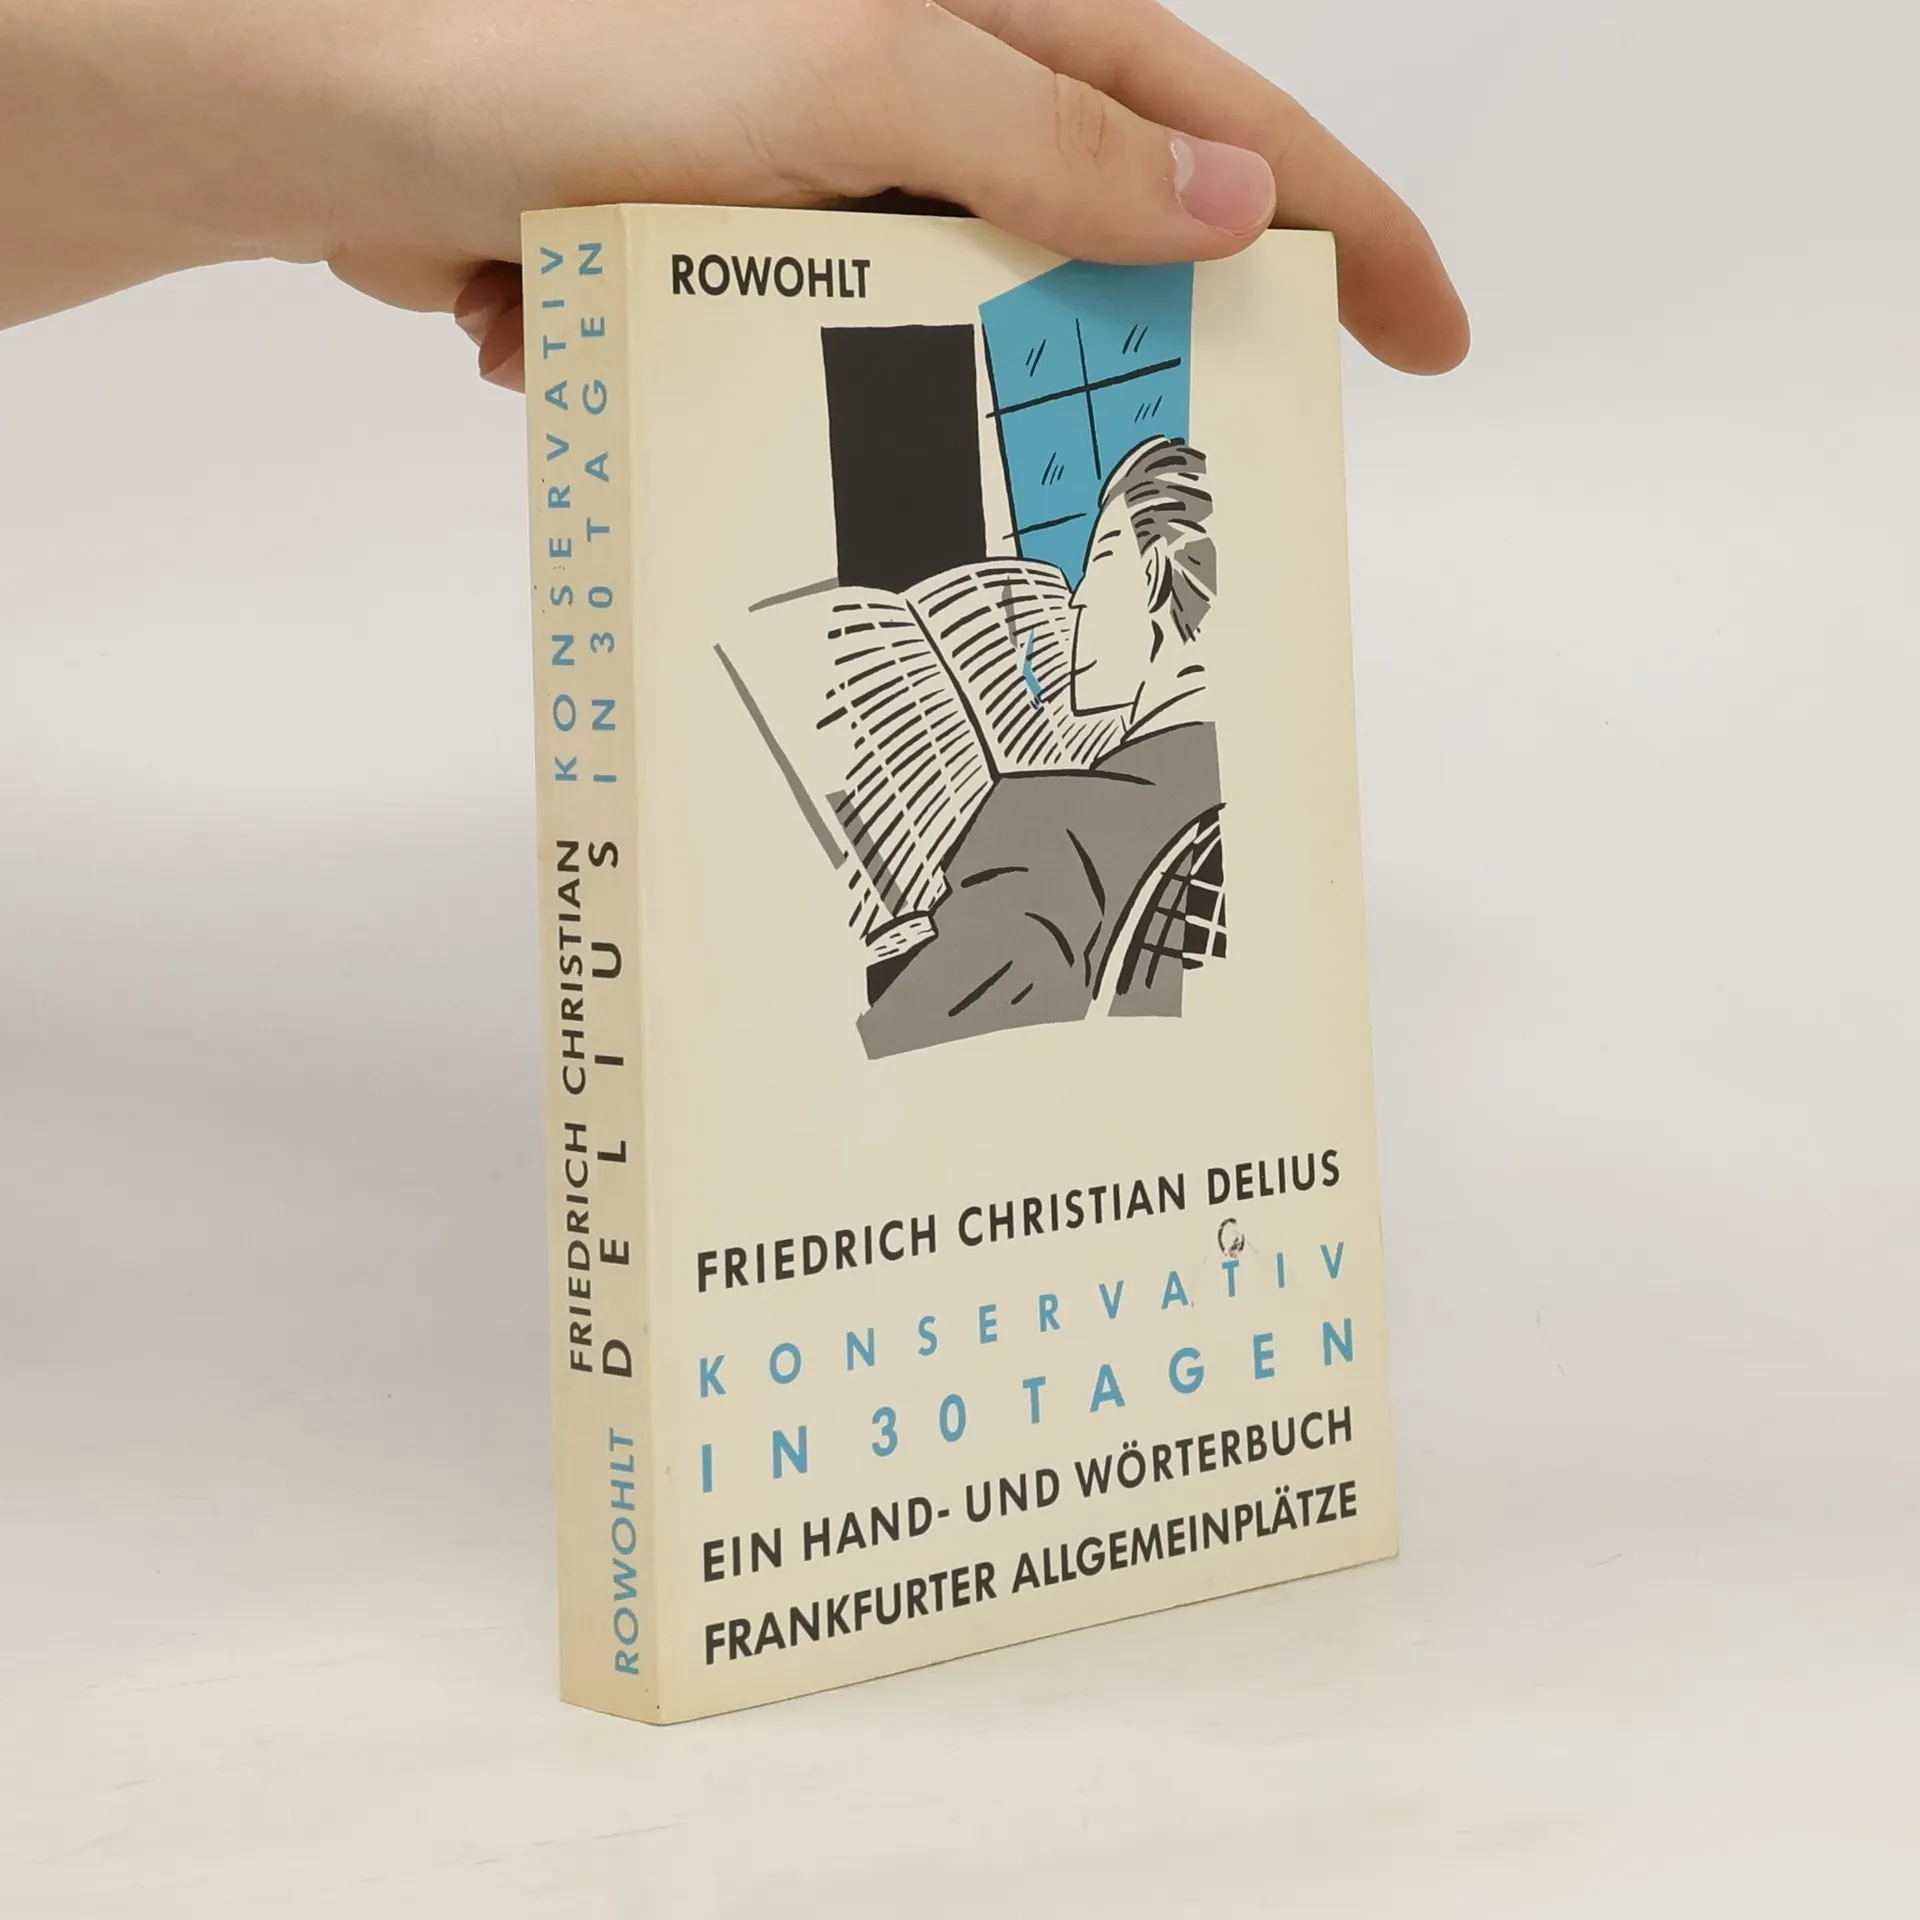 KONSERVATIV
IN 30 TAGEN
FRIEDRICH CHRISTIAN
DELIUS
ROWOHLT
ROWOHLT
FRIEDRICH CHRISTIAN DELIUS
KONSERVATIV
IN 30 TAGEN
EIN HAND- UND WÖRTERBUCH
FRANKFURTER ALLGEMEINPLÄTZE